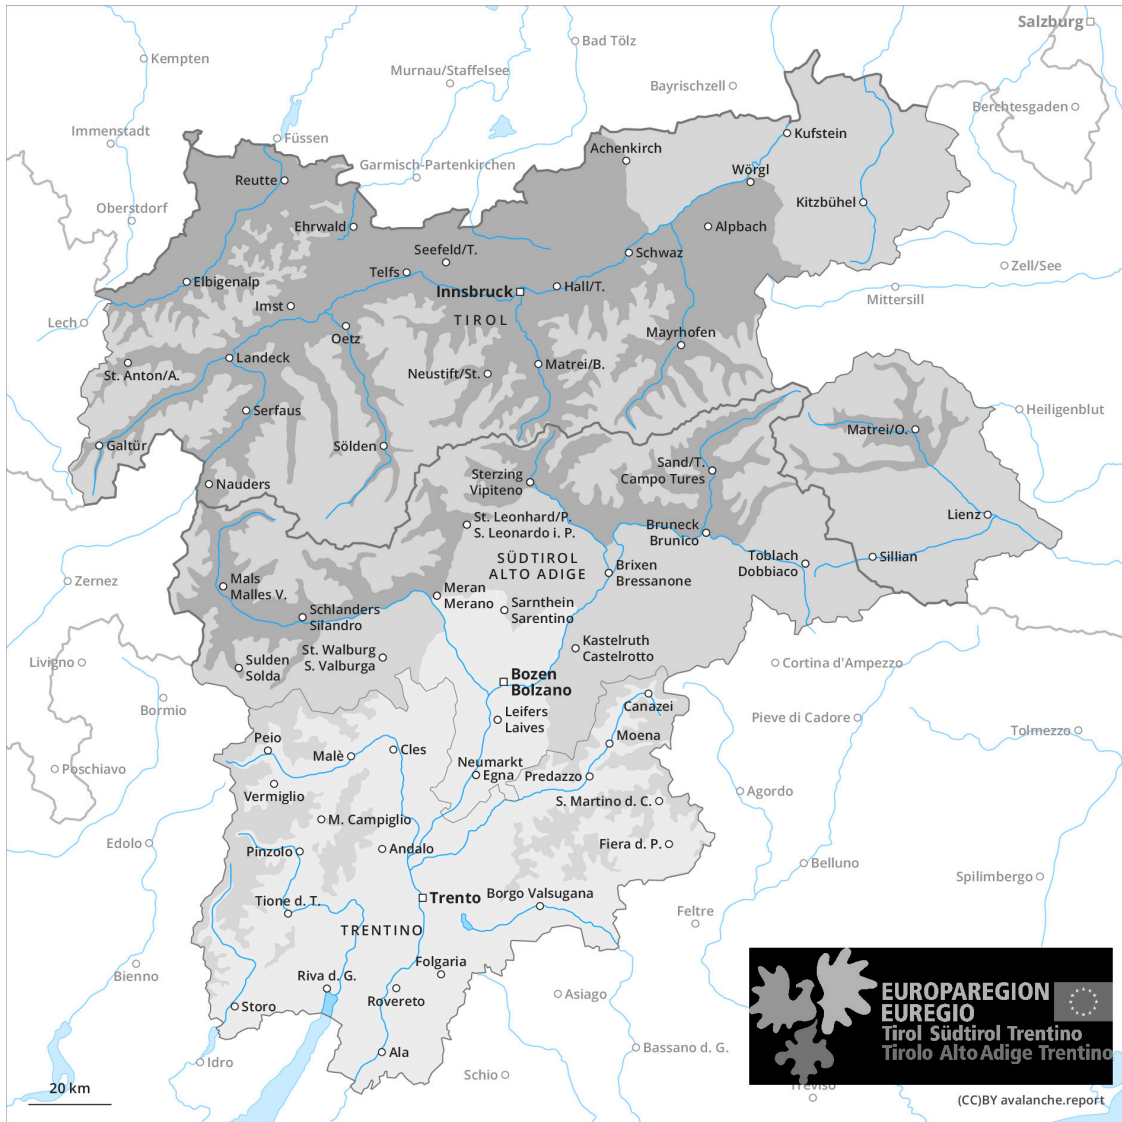 Salzburg
Bad Tölz
Kempten
Murnau/Staffelsee
Bayrischzell
Berchtesgaden
Immenstadt
Füssen
Kufstein
Achenkirch
Garmisch-Partenkirchen
Wörgl
Reutte
Kitzbühel
Oberstdorf
Ehrwald
Alpbach
Seefeld/T.
Schwaz
Telfs
Zell/See
Elbigenalp
Innsbruck
Hall/T.
Mittersill
Imst
TIROL
Lech
Oetz
Mayrhofen
Landeck
Matrei/B.
St. Anton/A.
Neustift/St.
Serfaus
Heiligenblut
Matrei/O.
Galtür
Sölden
Sand/T.
Campo Tures
Sterzing
Vipiteno
Nauders
Lienz
St. Leonhard/P.
S. Leonardo i. P.
Bruneck
Brunico
SÜDTIROL
ALTO ADIGE
Toblach
Dobbiaco
Sillian
Brixen
Bressanone
Zernez
Mals
Malles V.
Meran
Merano
Sarnthein
Sarentino
Schlanders
Silandro
Kastelruth
Castelrotto
St. Walburg
S. Valburga
Livigno
Sulden
Solda
Cortina d'Ampezzo
Bozen
Bolzano
Bormio
Canazei
Leifers
Laives
Pieve di Cadore
Tolmezzo
Peio
Moena
Cles
Malè
Neumarkt
Egna
Predazzo
Poschiavo
Vermiglio
Agordo
S. Martino d. C.
M. Campiglio
Edolo
Fiera d. P.
Pinzolo
Andalo
Belluno
Spilimbergo
Trento
Borgo Valsugana
Tione d. T.
Feltre
TRENTINO
Folgaria
Bienno
Riva d. G.
Rovereto
Asiago
Storo
EUROPAREGION
EUREGIO
Tirol Südtirol Trentino
Tirolo Alto Adige Trentino
Ala
Bassano d. G.
Idro
Schio
Treviso
20 km
(CC)BY avalanche.report